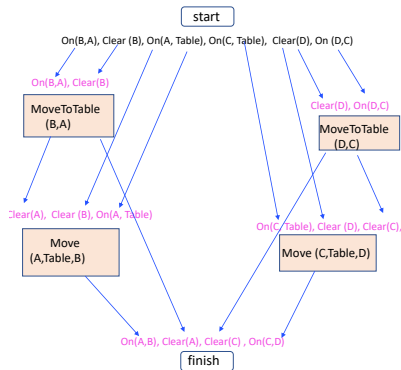 start
On(B,A), Clear (B), On(A, Table), On(C, Table), Clear(D), On (D,C)
On(B,A), Clear(B)
Clear(D), On(D,C)
MoveToTable
(B,A)
MoveToTable
(D,C)
Clear(A), Clear (B), On(A, Table)
On(C, Table), Clear (D), Clear(C),
Move
(A,Table,B)
Move (C,Table,D)
On(A,B), Clear(A), Clear(C) , On(C,D)
finish